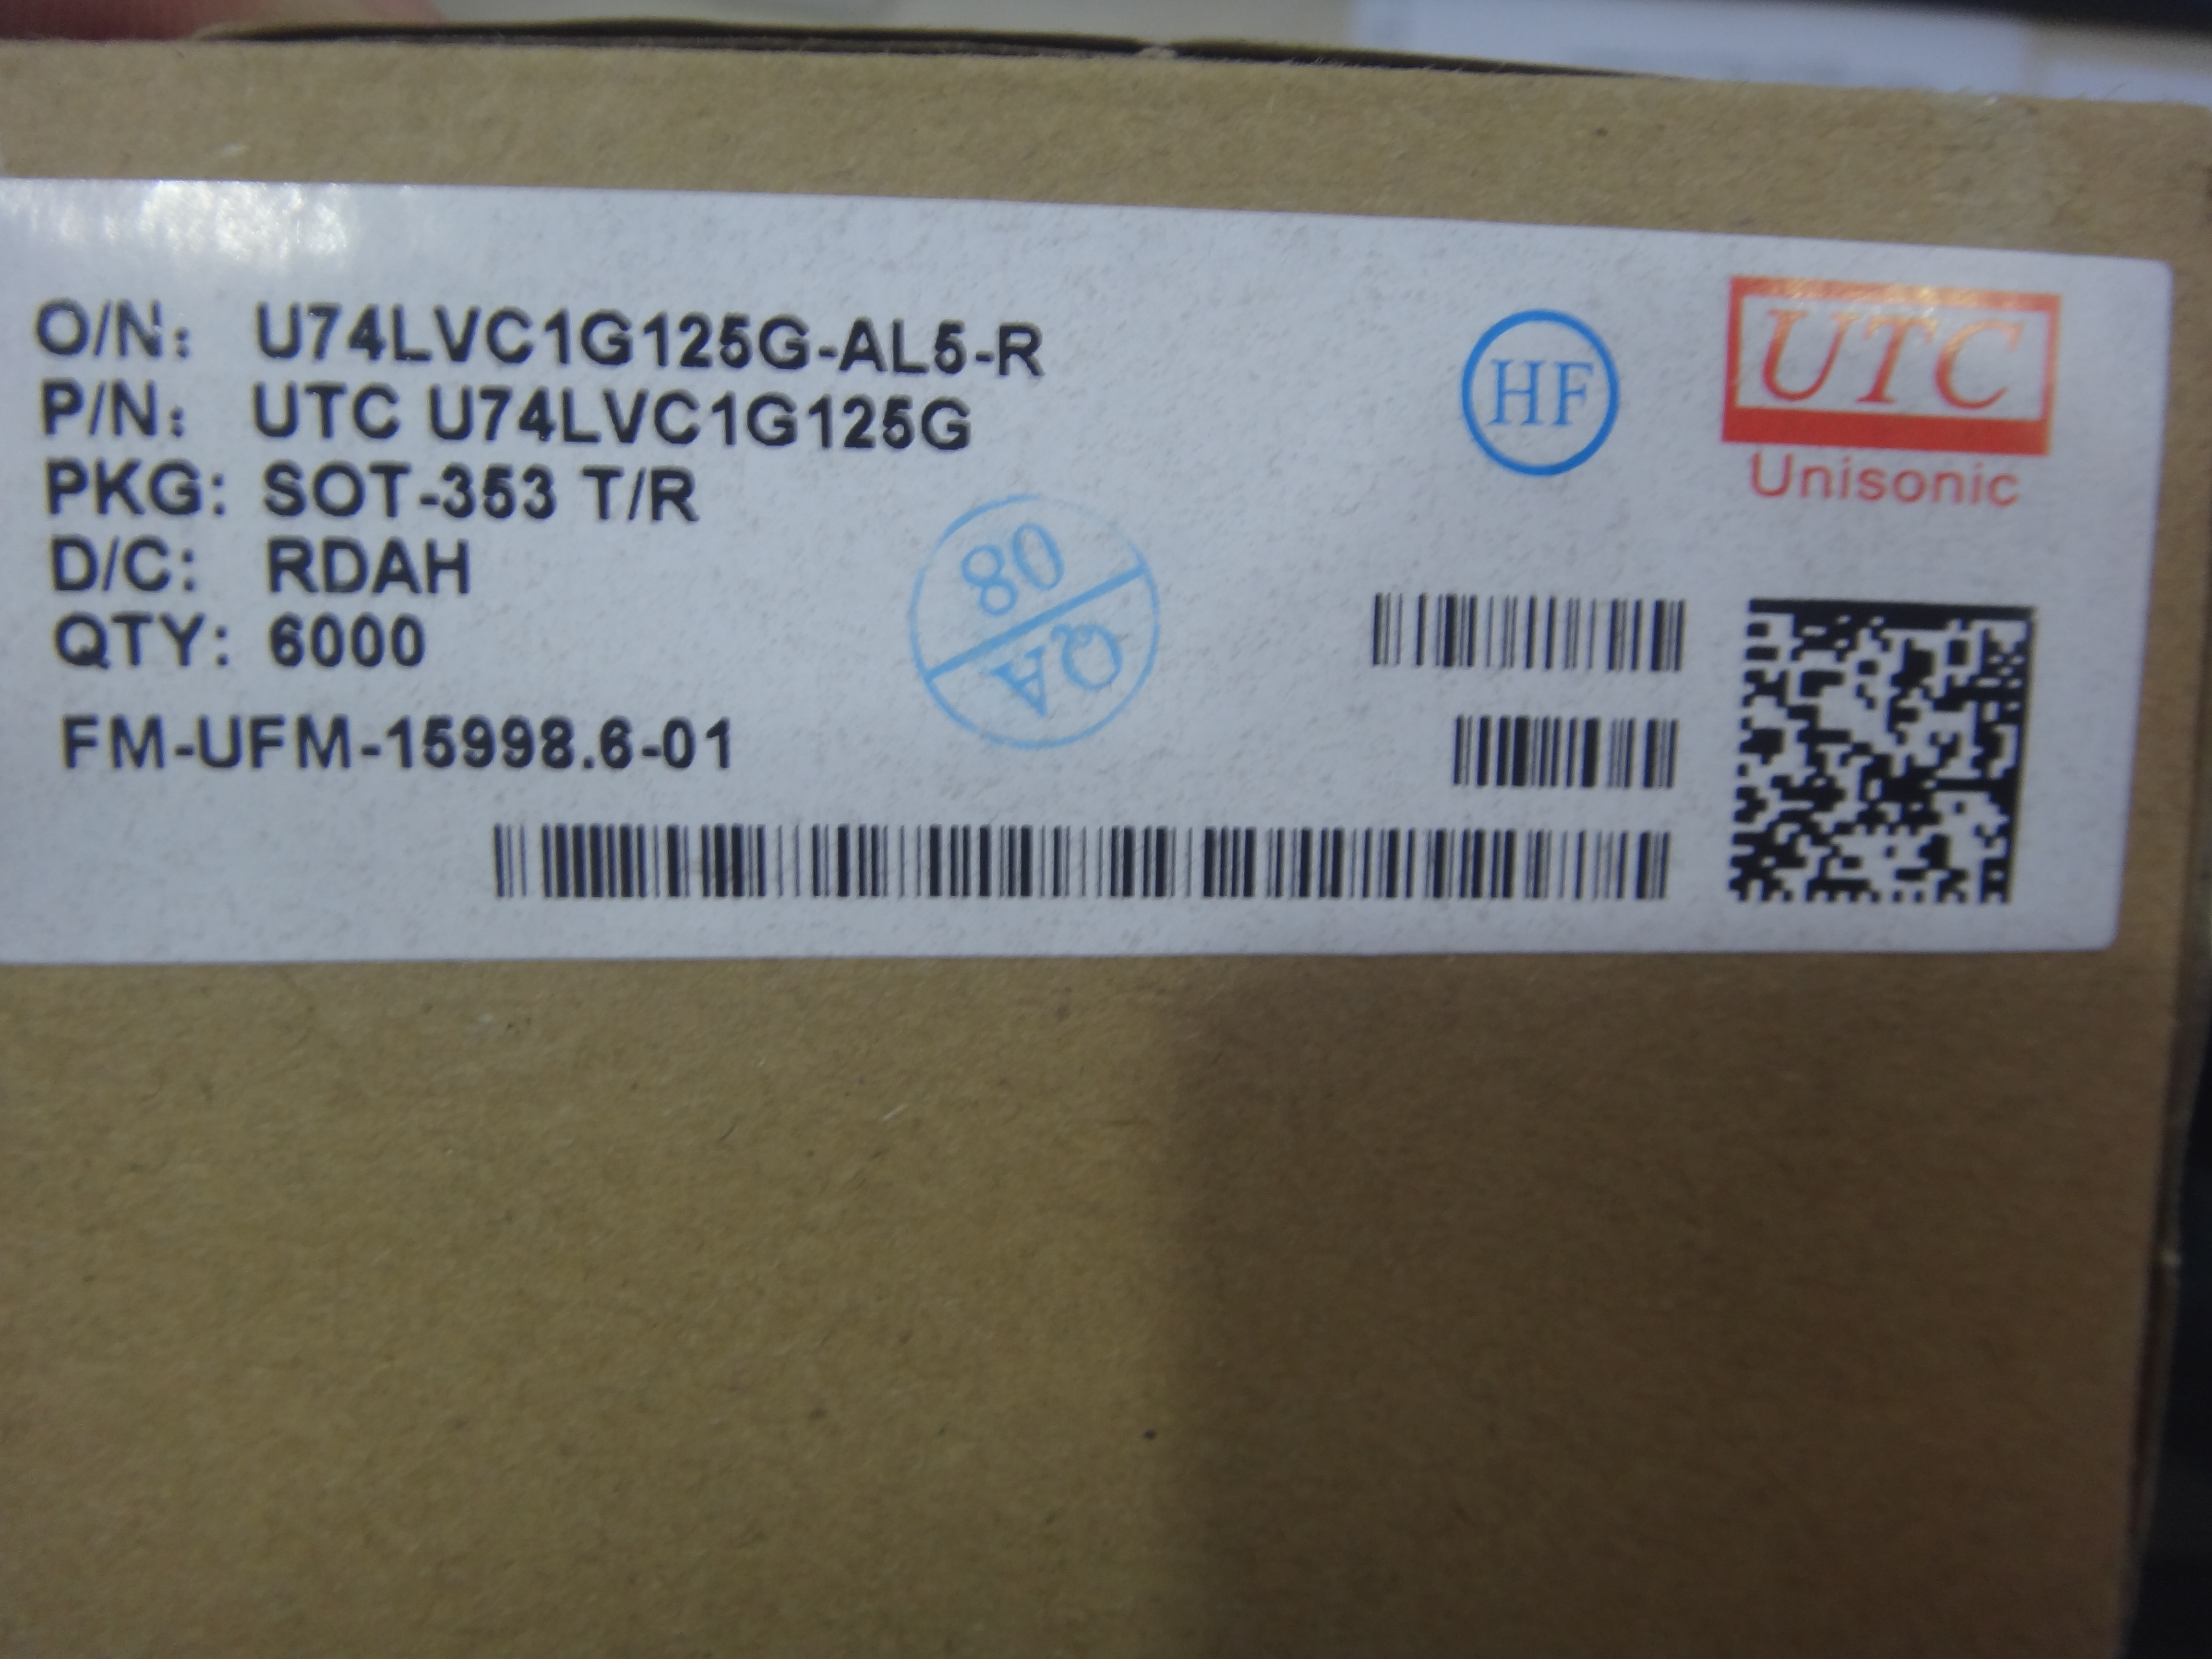 O/N: U74LVC1G125G-AL5-R
P/N: UTC U74LVC1G125G
PKG: SOT-353 T/R
D/C: RDAH
QTY: 6000
FM-UFM-15998.6-01
HF
UTC
Unisonic
QA
08